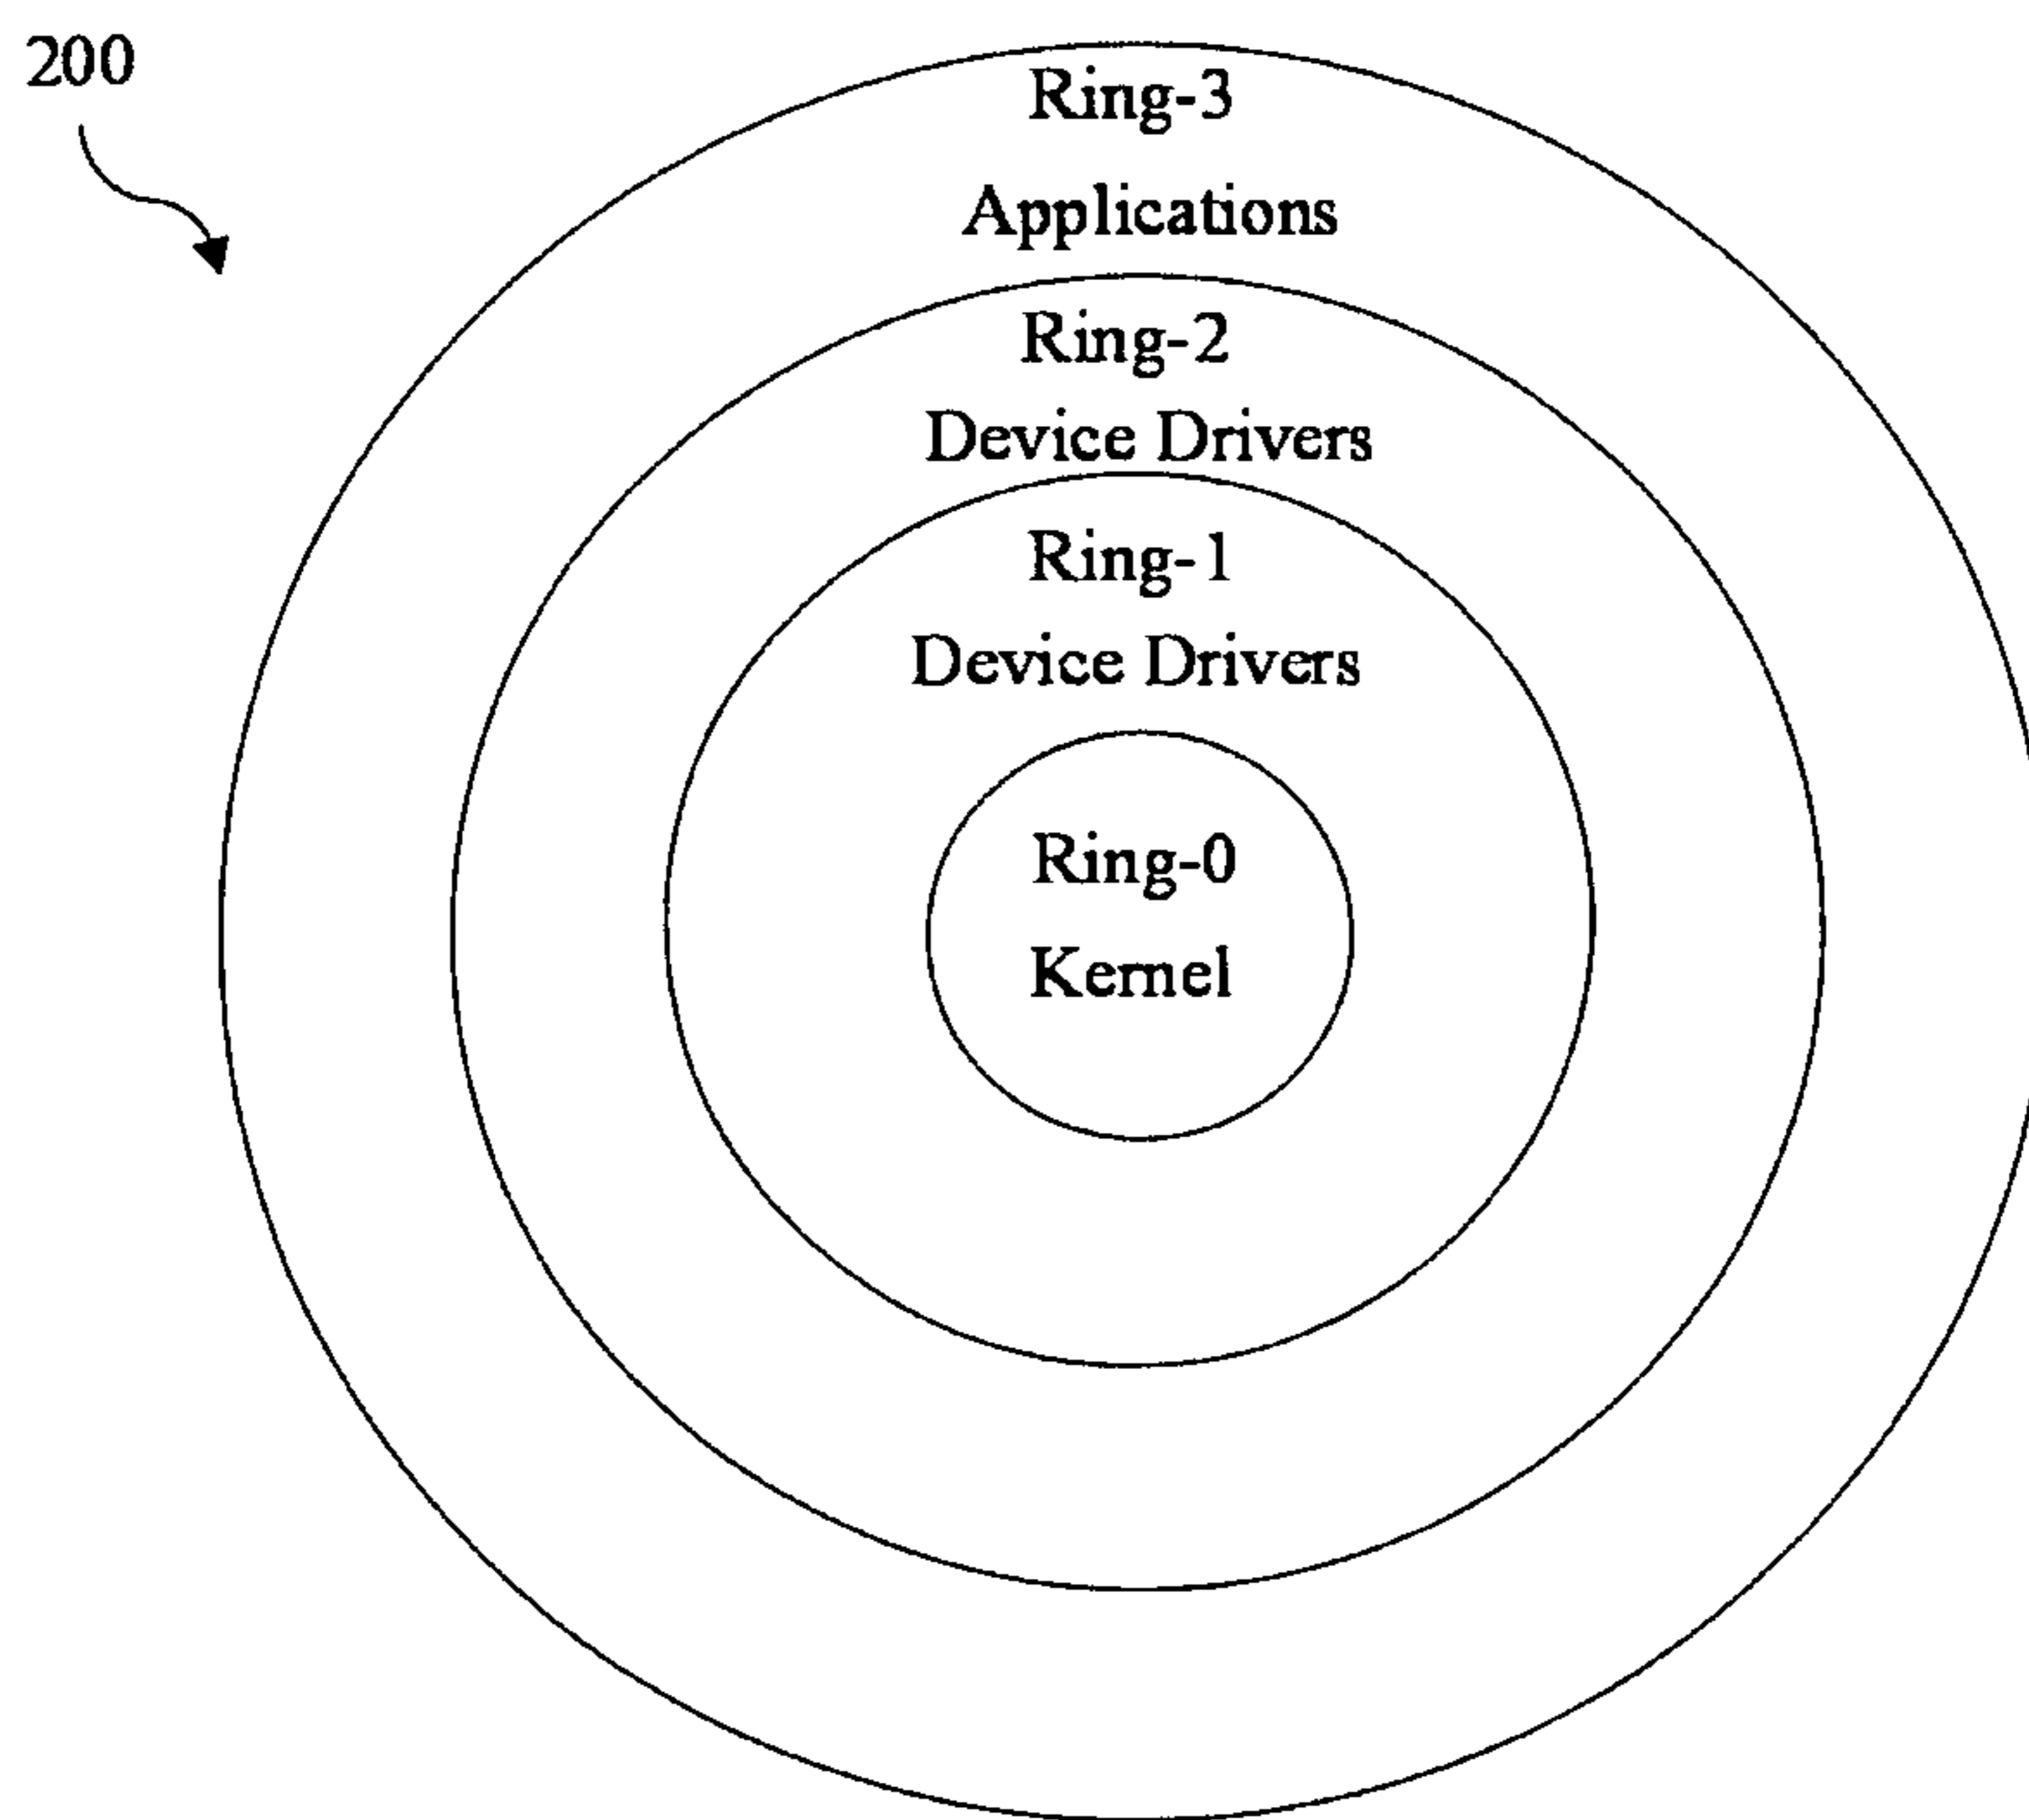 200
Ring-3
Applications
Ring-2
Device Drivers
Ring-1
Device Drivers
Ring-0
Kernel